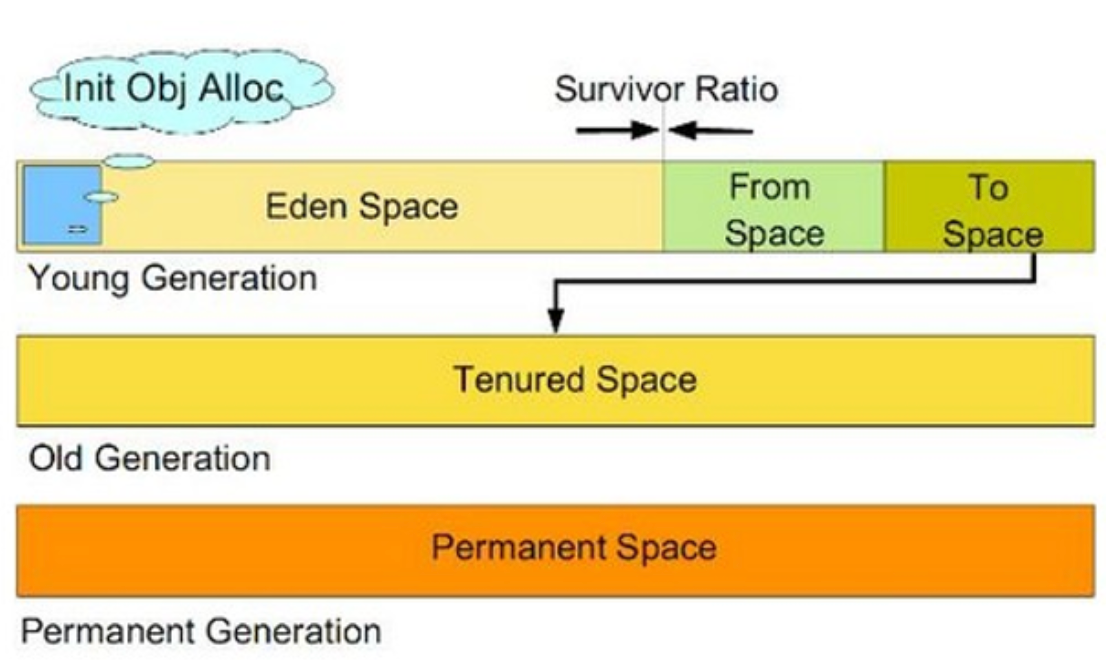 Init Obj Alloc
Survivor Ratio
Eden Space
From
Space
To
Space
Young Generation
Tenured Space
Old Generation
Permanent Space
Permanent Generation